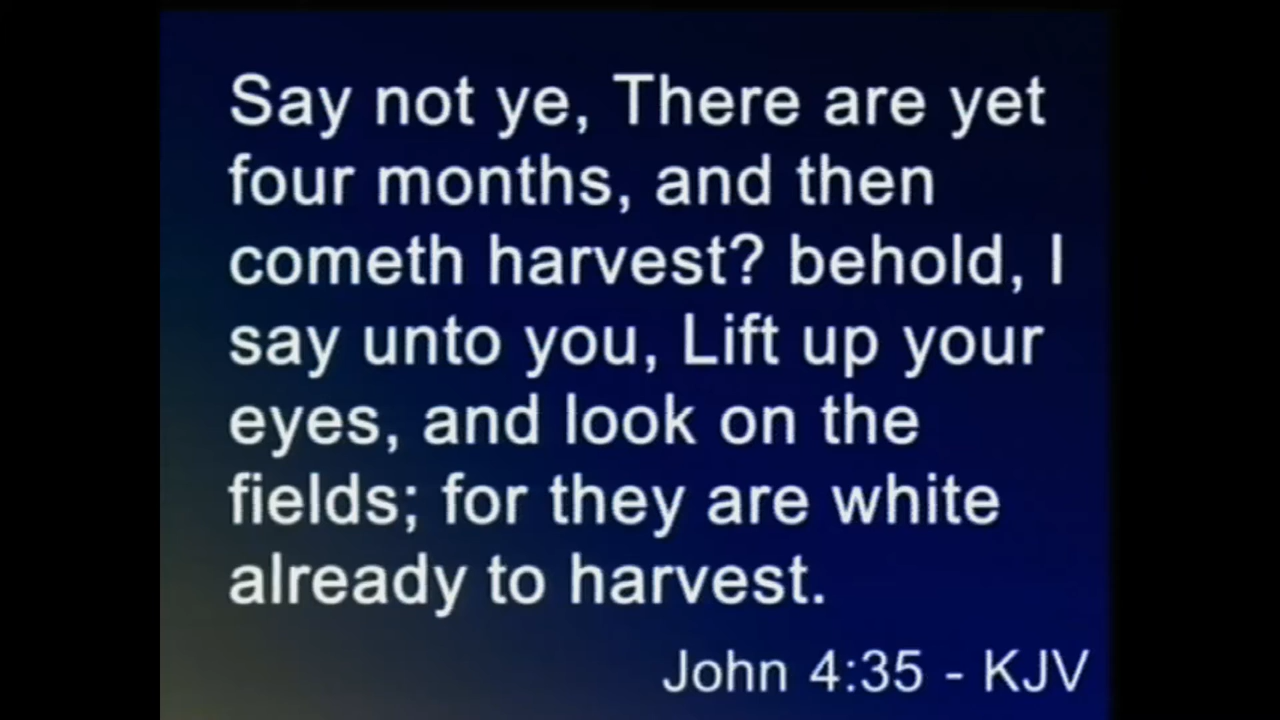 Say not ye, There are yet
four months, and then
cometh harvest? behold, I
say unto you, Lift up your
eyes, and look on the
fields; for they are white
already to harvest.
John 4:35 - KJV